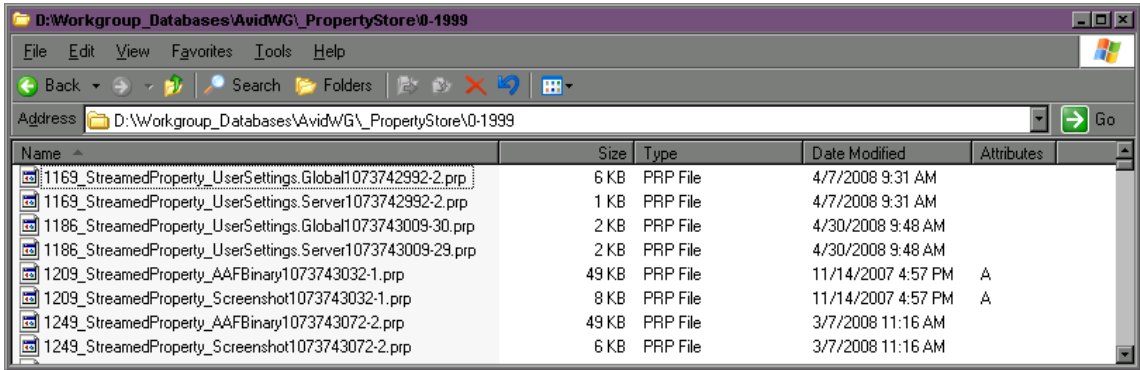 D:\Workgroup_Databases\AvidWG\_PropertyStore\0-1999
File Edit View Favorites Tools Help
Back Search Folders
Address D:\Workgroup_Databases\AvidWG\_PropertyStore\0-1999 Go
Name Size Type Date Modified Attributes
1169_StreamedProperty_UserSettings.Global1073742992-2.prp 6 KB PRP File 4/7/2008 9:31 AM
1169_StreamedProperty_UserSettings.Server1073742992-2.prp 1 KB PRP File 4/7/2008 9:31 AM
1186_StreamedProperty_UserSettings.Global1073743009-30.prp 2 KB PRP File 4/30/2008 9:48 AM
1186_StreamedProperty_UserSettings.Server1073743009-29.prp 2 KB PRP File 4/30/2008 9:48 AM
1209_StreamedProperty_AAFBinary1073743032-1.prp 49 KB PRP File 11/14/2007 4:57 PM A
1209_StreamedProperty_Screenshot1073743032-1.prp 8 KB PRP File 11/14/2007 4:57 PM A
1249_StreamedProperty_AAFBinary1073743072-2.prp 49 KB PRP File 3/7/2008 11:16 AM
1249_StreamedProperty_Screenshot1073743072-2.prp 6 KB PRP File 3/7/2008 11:16 AM